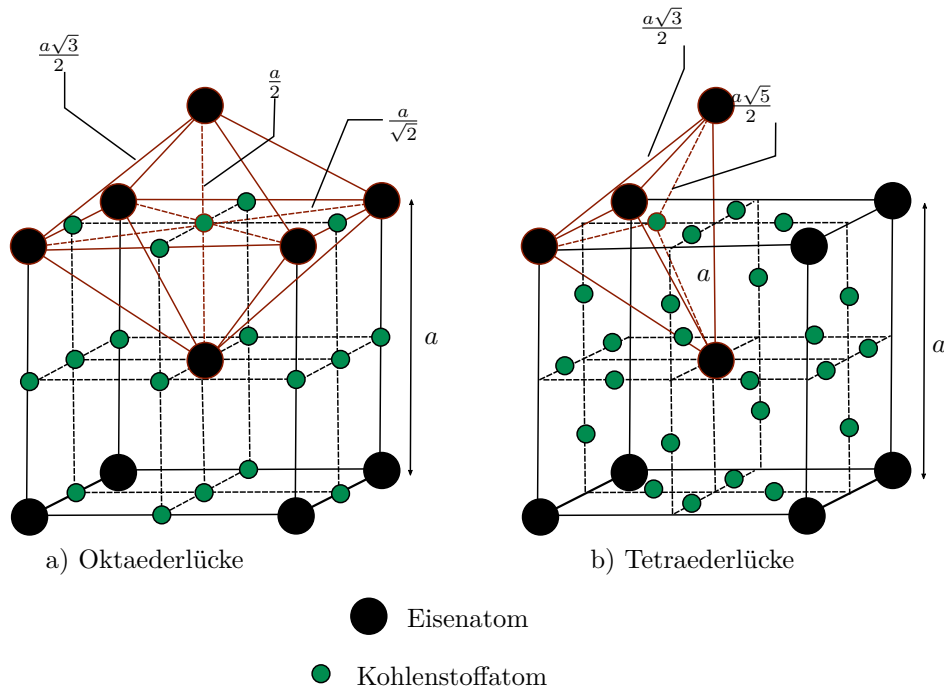 a√3/2
a/2
a/√2
a
a) Oktaederlücke
a√3/2
a√5/2
a
a
b) Tetraederlücke
Eisenatom
Kohlenstoffatom